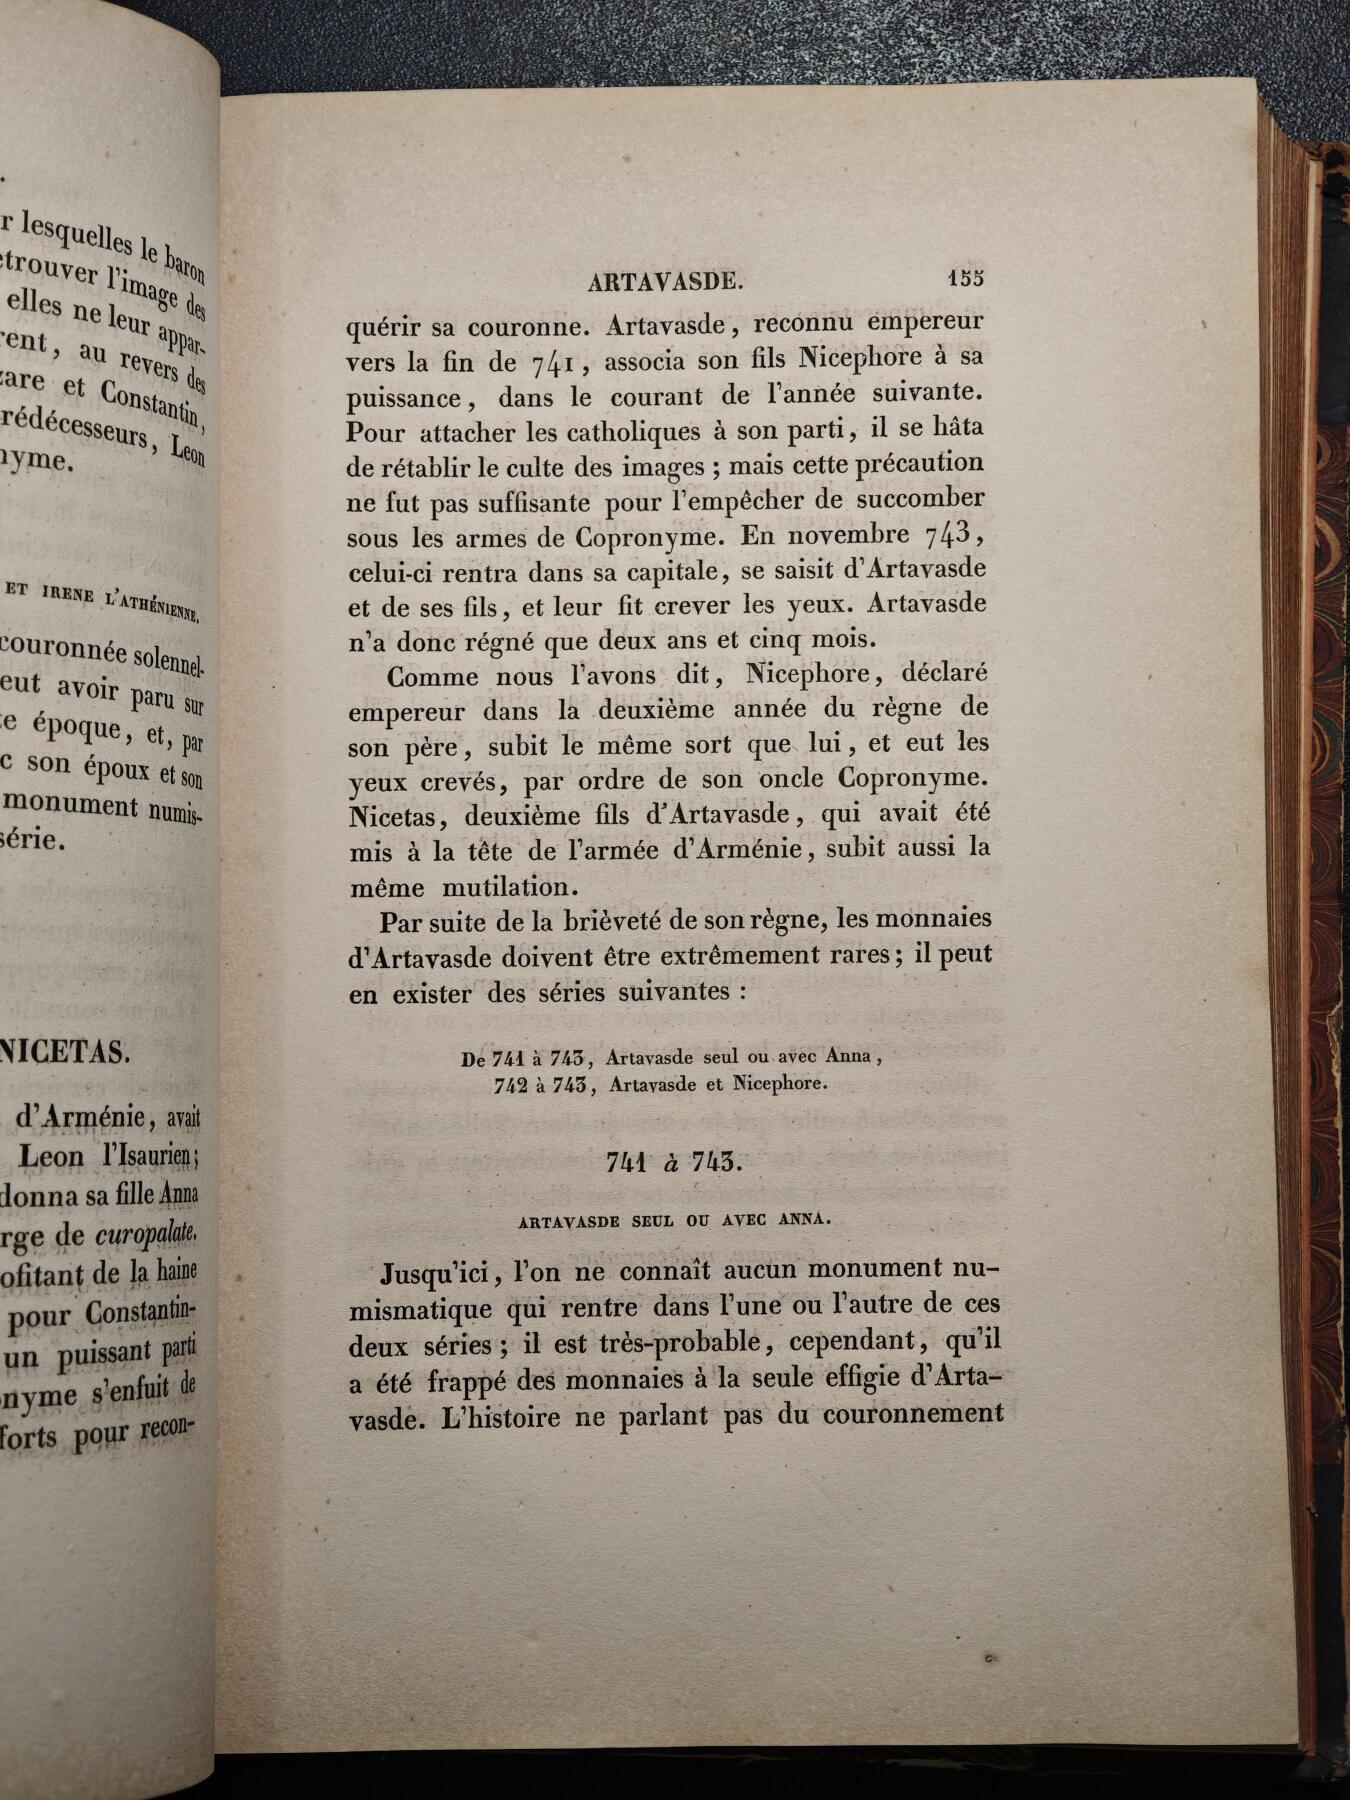 .
r lesquelles le baron
etrouver l'image des
elles ne leur appar-
rent, au revers des
zare et Constantin,
rédécesseurs, Leon
nyme.
ET IRENE L'ATHÉNIENNE.
couronnée solennel-
eut avoir paru sur
te époque, et, par
c son époux et son
monument numis-
série.
NICETAS.
d'Arménie, avait
Leon l'Isaurien;
donna sa fille Anna
rge de curopalate.
ofitant de la haine
pour Constantin-
un puissant parti
onyme s'enfuit de
forts pour recon-
ARTAVASDE. 155
quérir sa couronne. Artavasde, reconnu empereur
vers la fin de 741, associa son fils Nicephore à sa
puissance, dans le courant de l'année suivante.
Pour attacher les catholiques à son parti, il se hâta
de rétablir le culte des images; mais cette précaution
ne fut pas suffisante pour l'empêcher de succomber
sous les armes de Copronyme. En novembre 743,
celui-ci rentra dans sa capitale, se saisit d'Artavasde
et de ses fils, et leur fit crever les yeux. Artavasde
n'a donc régné que deux ans et cinq mois.
Comme nous l'avons dit, Nicephore, déclaré
empereur dans la deuxième année du règne de
son père, subit le même sort que lui, et eut les
yeux crevés, par ordre de son oncle Copronyme.
Nicetas, deuxième fils d'Artavasde, qui avait été
mis à la tête de l'armée d'Arménie, subit aussi la
même mutilation.
Par suite de la brièveté de son règne, les monnaies
d'Artavasde doivent être extrêmement rares; il peut
en exister des séries suivantes :
De 741 à 743, Artavasde seul ou avec Anna,
742 à 743, Artavasde et Nicephore.
741 à 743.
ARTAVASDE SEUL OU AVEC ANNA.
Jusqu'ici, l'on ne connaît aucun monument nu-
mismatique qui rentre dans l'une ou l'autre de ces
deux séries; il est très-probable, cependant, qu'il
a été frappé des monnaies à la seule effigie d'Arta-
vasde. L'histoire ne parlant pas du couronnement